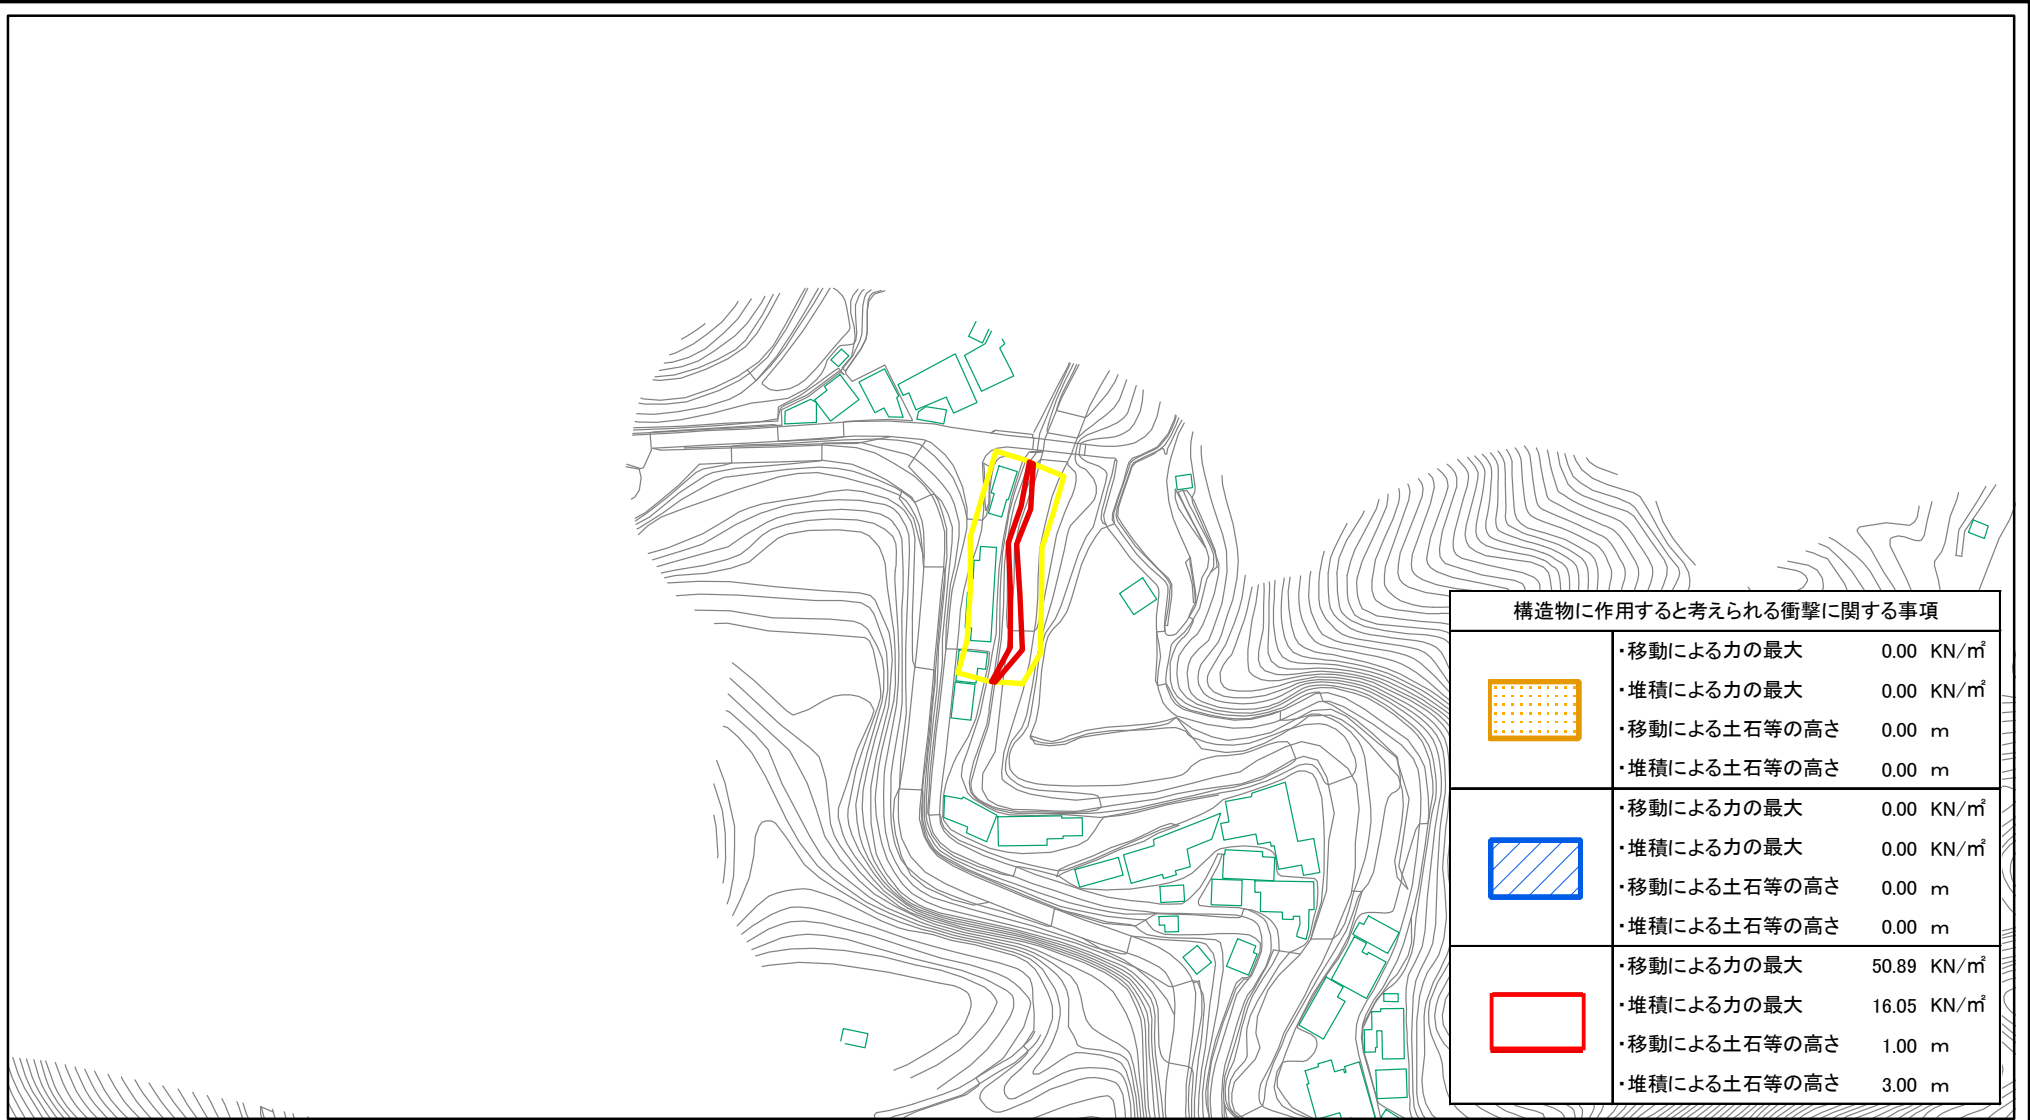 構造物に作用すると考えられる衝撃に関する事項
・移動による力の最大 0.00 KN/㎡
・堆積による力の最大 0.00 KN/㎡
・移動による土石等の高さ 0.00 m
・堆積による土石等の高さ 0.00 m
・移動による力の最大 0.00 KN/㎡
・堆積による力の最大 0.00 KN/㎡
・移動による土石等の高さ 0.00 m
・堆積による土石等の高さ 0.00 m
・移動による力の最大 50.89 KN/㎡
・堆積による力の最大 16.05 KN/㎡
・移動による土石等の高さ 1.00 m
・堆積による土石等の高さ 3.00 m